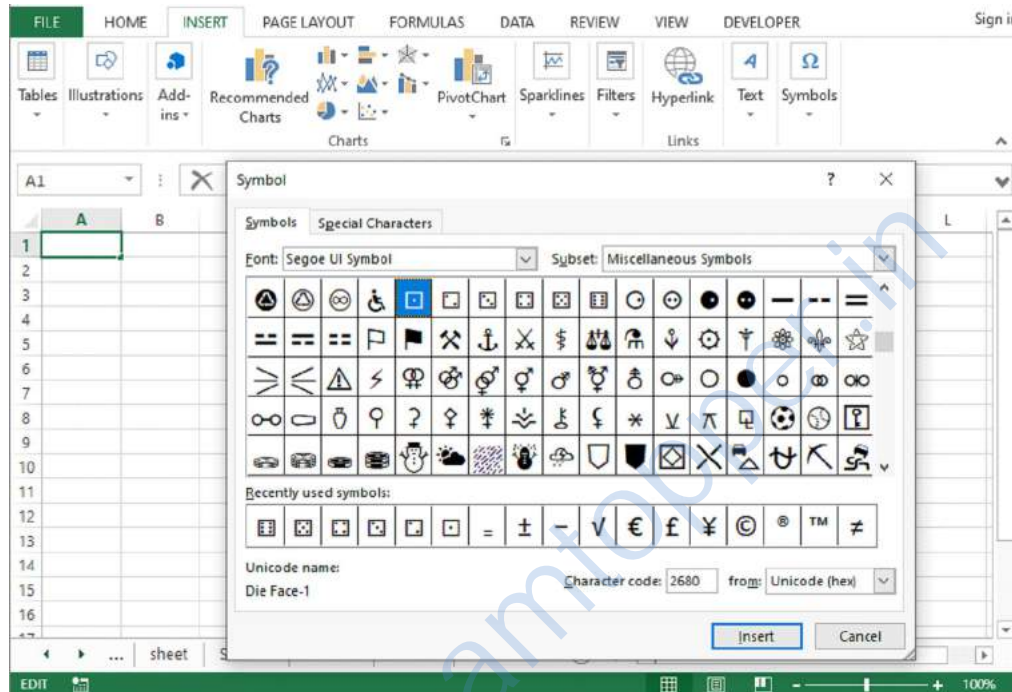 FILE HOME INSERT PAGE LAYOUT FORMULAS DATA REVIEW VIEW DEVELOPER Sign i
Tables Illustrations Add-ins Recommended Charts PivotChart Sparklines Filters Hyperlink Text Symbols
Charts Links
A1
Symbol ? ×
A B L
Symbols Special Characters
Font: Segoe UI Symbol Subset: Miscellaneous Symbols
1
2
3
4
5
6
7
8
9
10
11
12
13
14
15
16
Recently used symbols:
= ± − √ € £ ¥ © ® ™ ≠
Unicode name:
Die Face-1
Character code: 2680 from: Unicode (hex)
Insert Cancel
... sheet S
EDIT 100%
amtopper.in